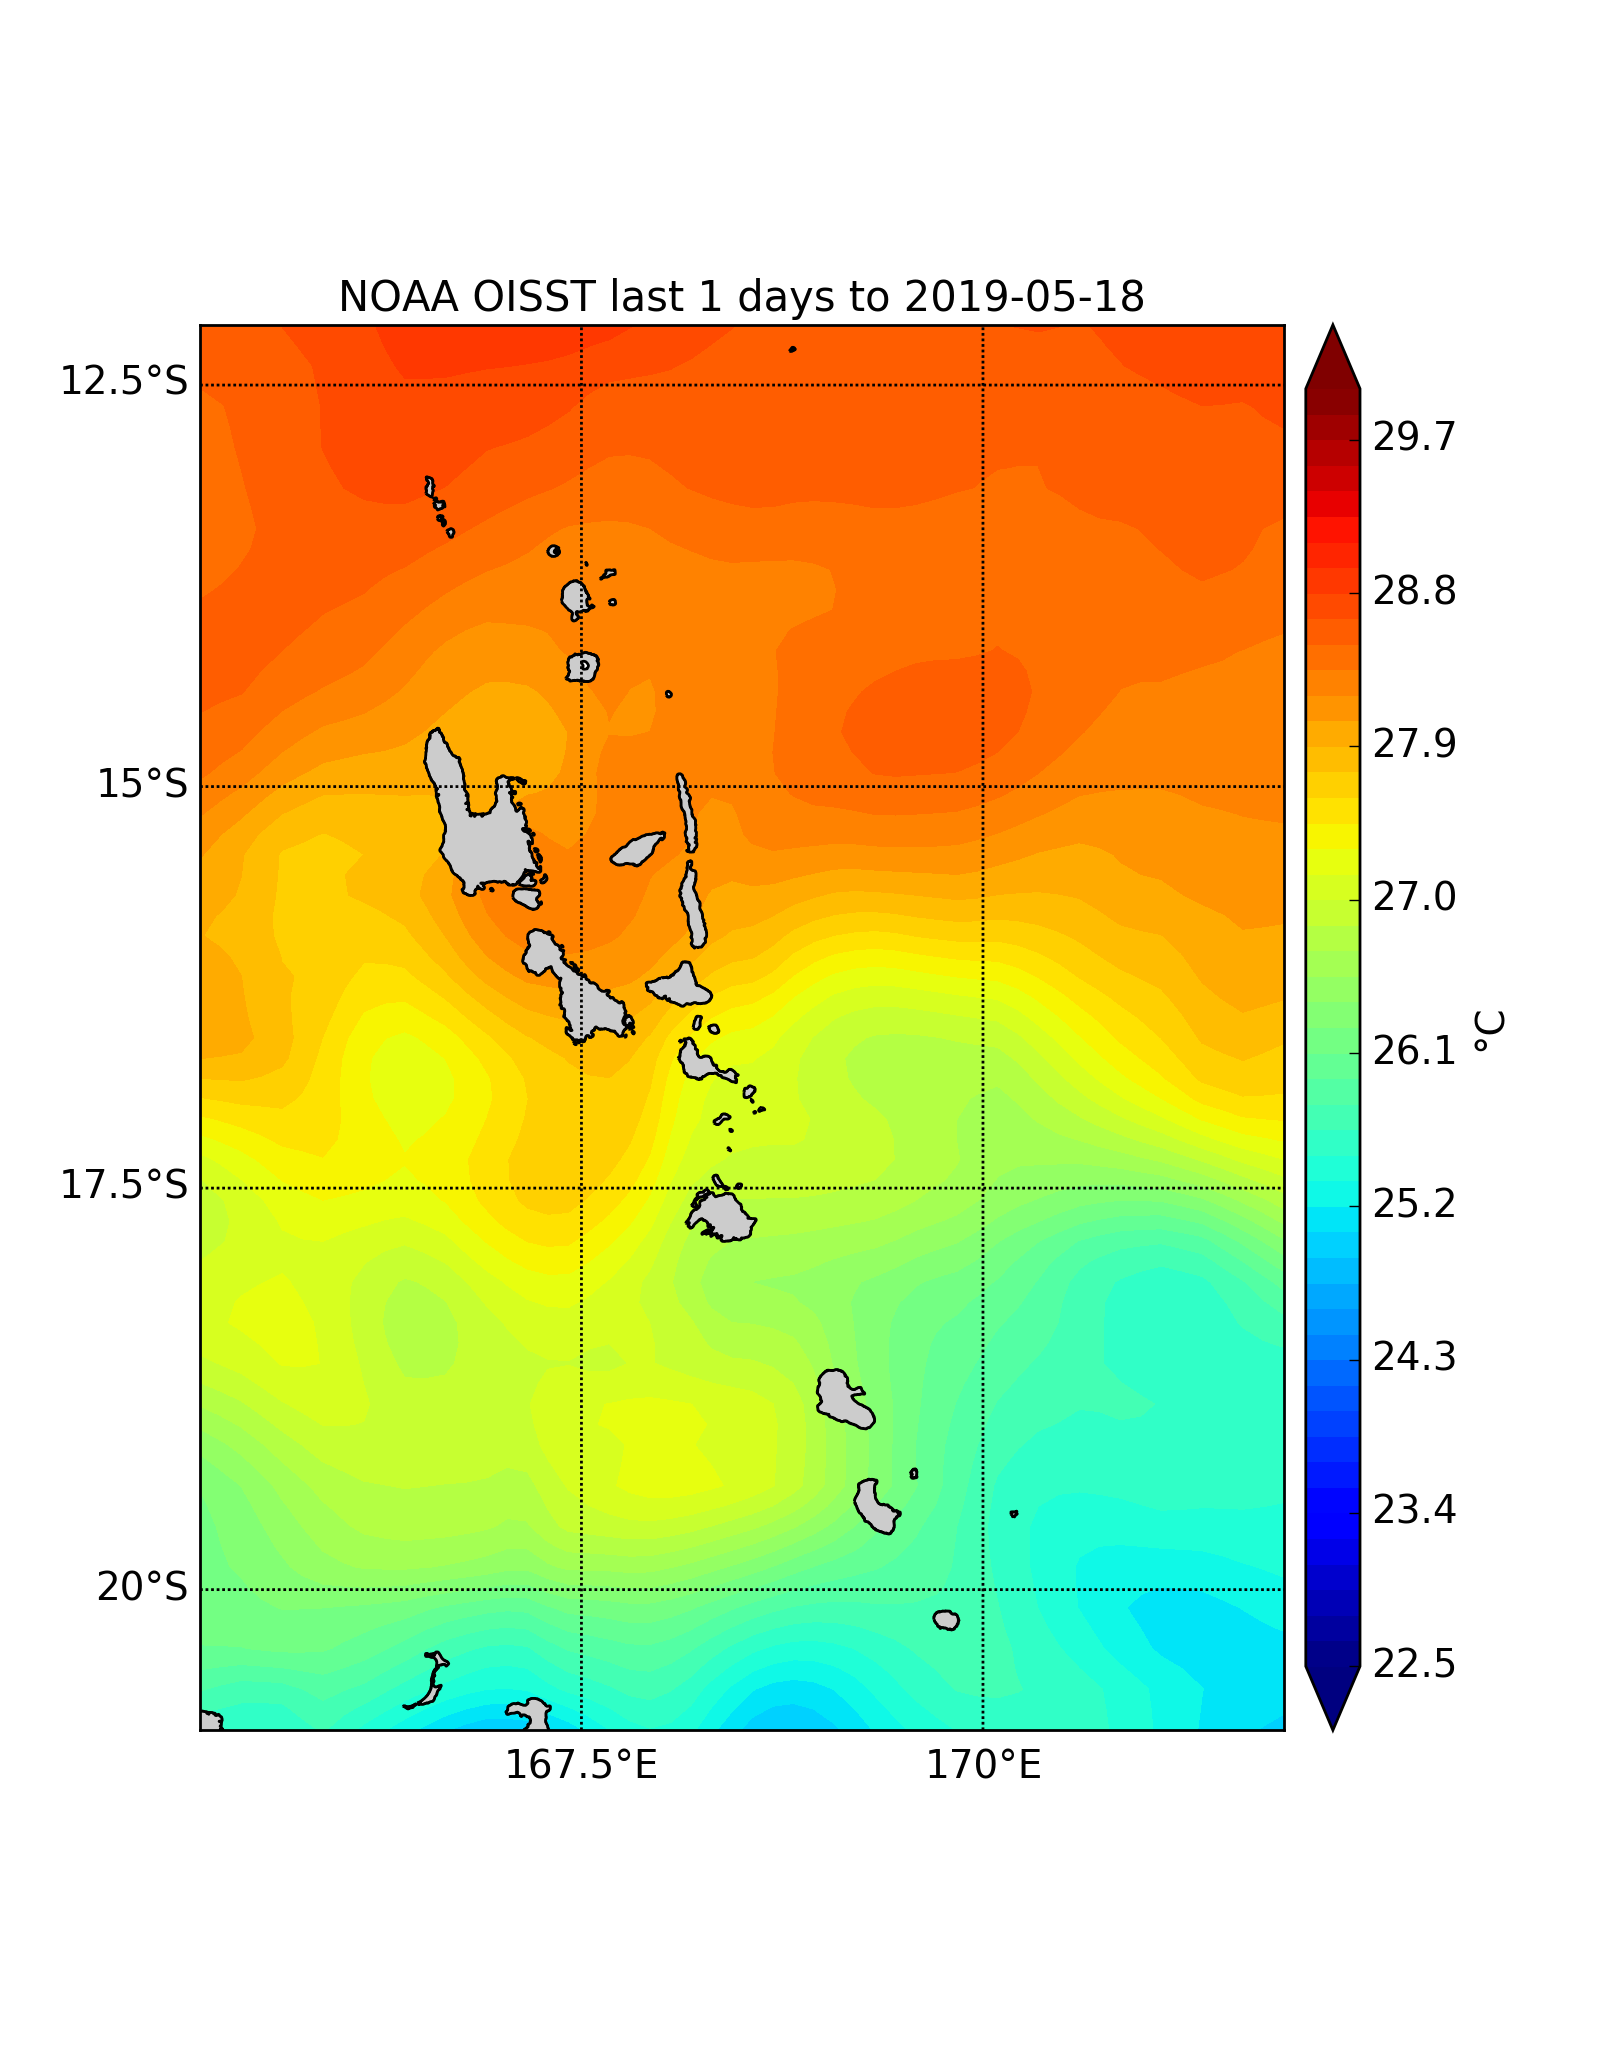 NOAA OISST last 1 days to 2019-05-18
12.5°S
15°S
17.5°S
20°S
167.5°E
170°E
29.7
28.8
27.9
27.0
26.1
25.2
24.3
23.4
22.5
°C